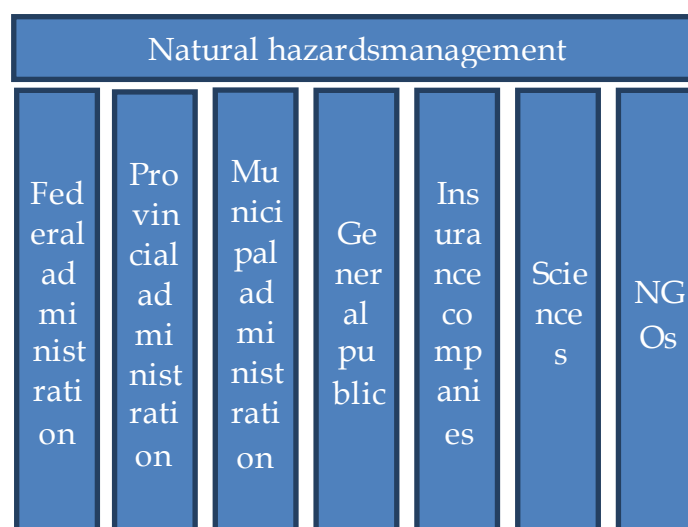 Natural hazardsmanagement
Fed
eral
ad
mi
nist
rati
on
Pro
vin
cial
ad
mi
nist
rati
on
Mu
nici
pal
ad
mi
nist
rati
on
Ge
ner
al
pu
blic
Ins
ura
nce
co
mp
ani
es
Scie
nce
s
NG
Os